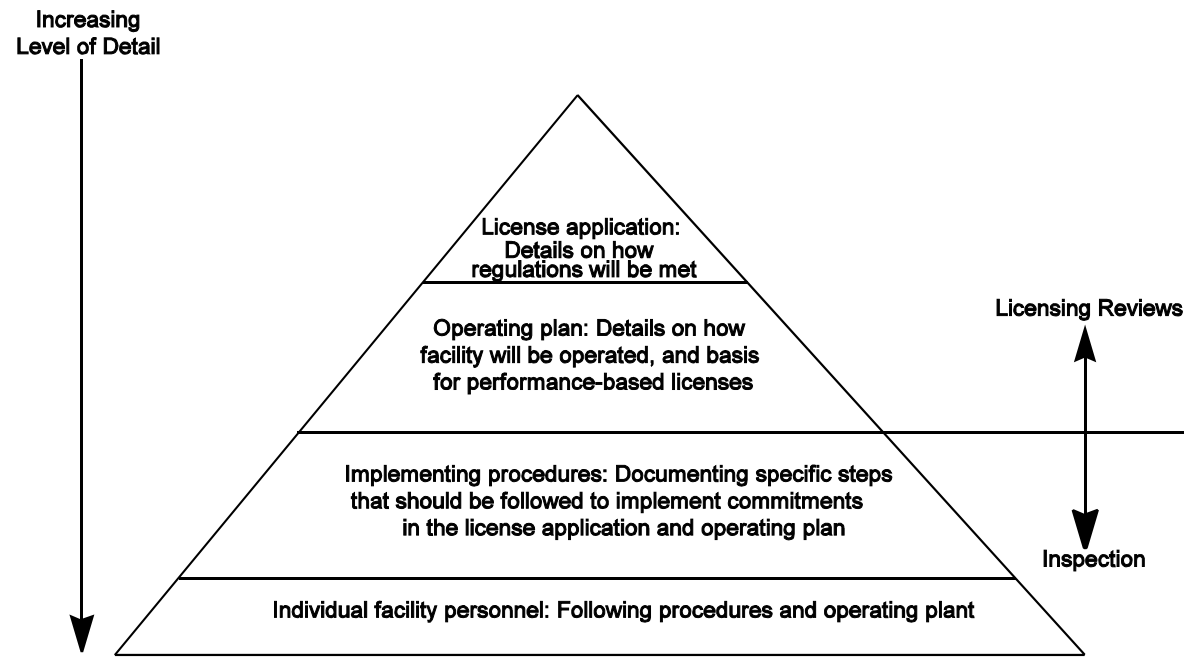 Increasing
Level of Detail
License application:
Details on how
regulations will be met
Operating plan: Details on how
facility will be operated, and basis
for performance-based licenses
Licensing Reviews
Implementing procedures: Documenting specific steps
that should be followed to implement commitments
in the license application and operating plan
Inspection
Individual facility personnel: Following procedures and operating plant